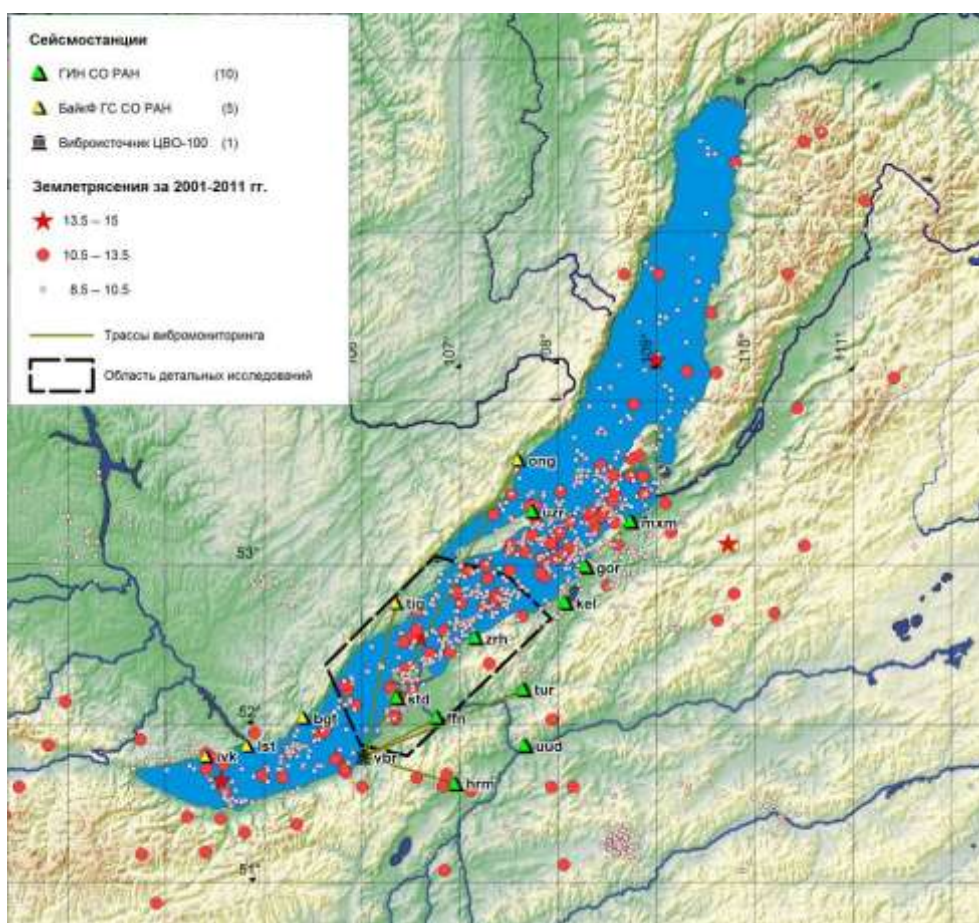 Сейсмостанции
ГИН СО РАН (10)
БайкФ ГС СО РАН (5)
Виброисточник ЦВО-100 (1)
Землетрясения за 2001-2011 гг.
13.5 – 15
10.5 – 13.5
8.5 – 10.5
Трассы вибромониторинга
Область детальных исследований
106°
107°
108°
109°
110°
111°
ong
uzr
mxm
53°
gor
tig
kel
zrh
std
tur
52°
bgt
ffn
lst
uud
ivk
vbr
hrm
51°